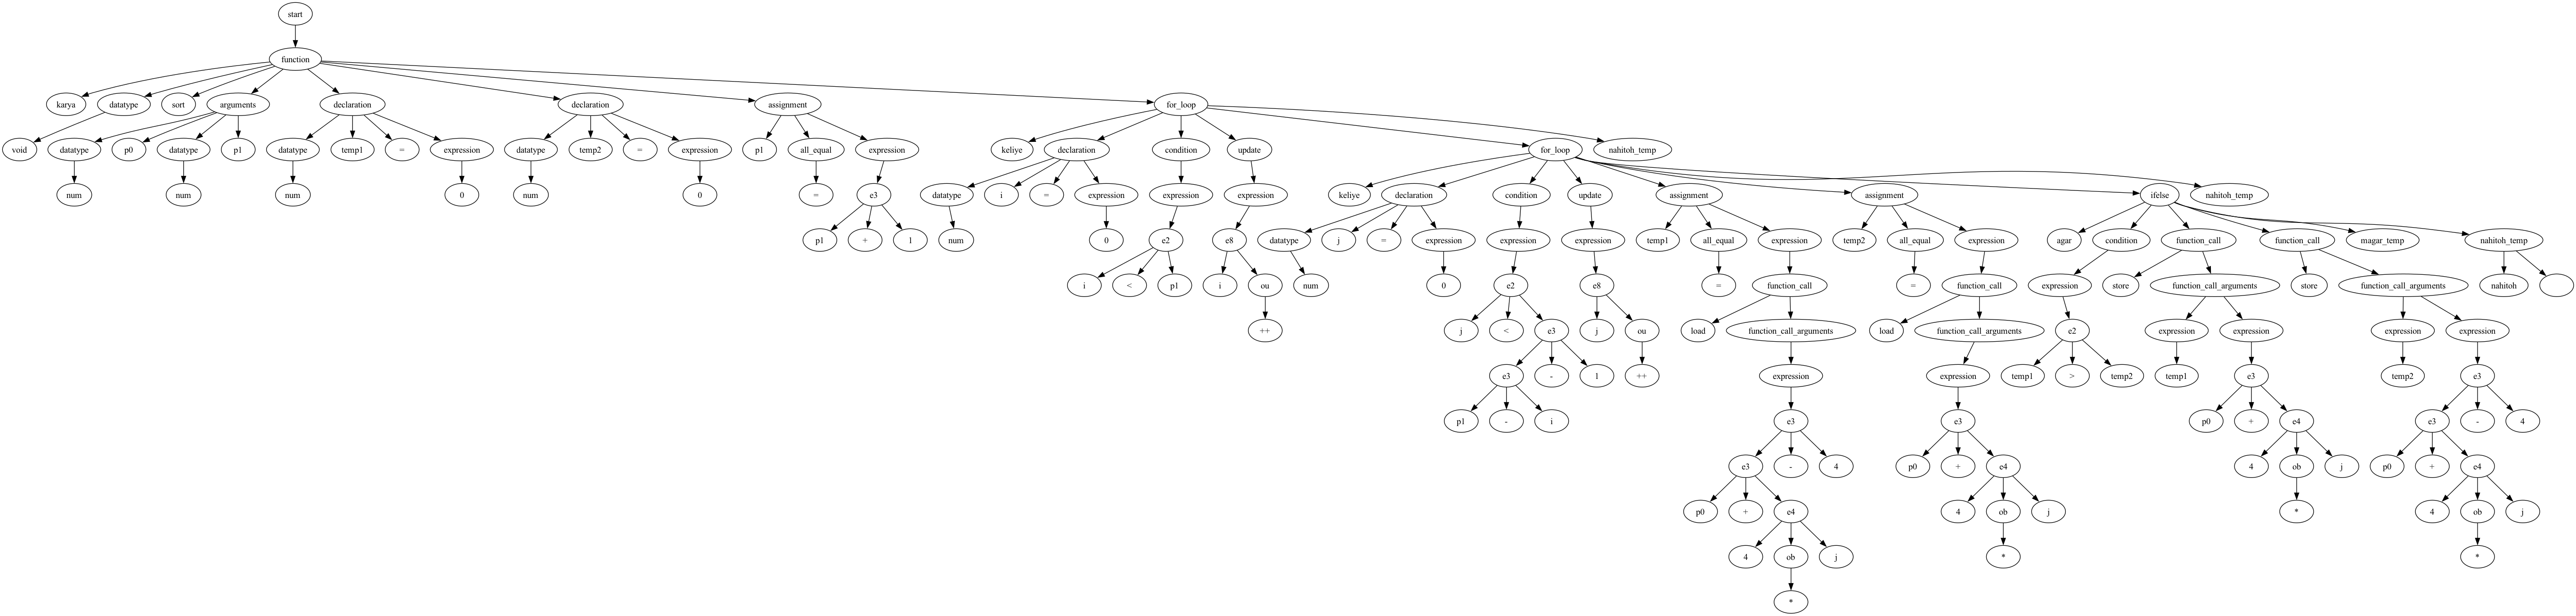 start
function
karya datatype sort arguments declaration declaration assignment for_loop
void datatype p0 datatype p1 datatype temp1 = expression datatype temp2 = expression p1 all_equal expression keliye declaration condition update for_loop nahitoh_temp
num num num 0 num 0 = e3 datatype i = expression expression expression keliye declaration condition update assignment assignment ifelse nahitoh_temp
p1 + 1 num 0 e2 e8 datatype j = expression expression expression temp1 all_equal expression temp2 all_equal expression agar condition function_call function_call magar_temp nahitoh_temp
i < p1 i ou num 0 e2 e8 = function_call = function_call expression store function_call_arguments store function_call_arguments nahitoh
++ j < e3 j ou load function_call_arguments load function_call_arguments e2 expression expression expression expression
e3 - 1 ++ expression expression temp1 > temp2 temp1 e3 temp2 e3
p1 - i e3 e3 p0 + e4 e3 - 4
e3 - 4 p0 + e4 4 ob j p0 + e4
p0 + e4 4 ob j * 4 ob j
4 ob j * *
*